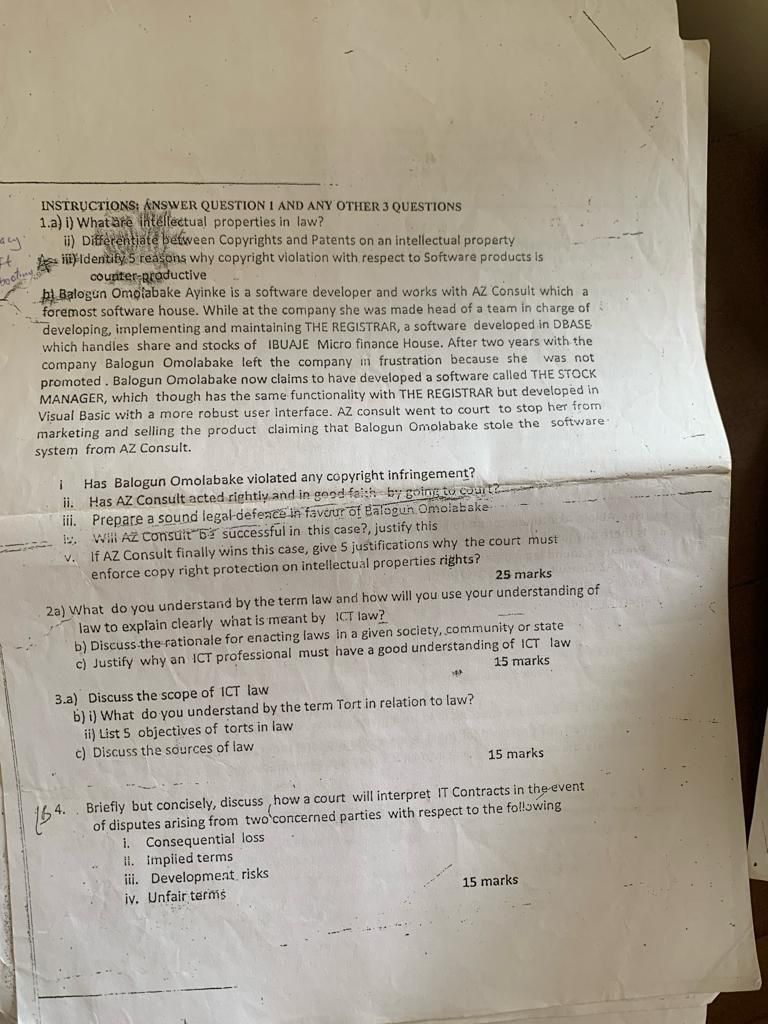 INSTRUCTIONS: ANSWER QUESTION 1 AND ANY OTHER 3 QUESTIONS
1.a) i) What are intellectual properties in law?
ii) Differentiate between Copyrights and Patents on an intellectual property
iii) Identify 5 reasons why copyright violation with respect to Software products is
counter-productive
b) Balogun Omolabake Ayinke is a software developer and works with AZ Consult which a
foremost software house. While at the company she was made head of a team in charge of
developing, implementing and maintaining THE REGISTRAR, a software developed in DBASE
which handles share and stocks of IBUAJE Micro finance House. After two years with the
company Balogun Omolabake left the company in frustration because she was not
promoted . Balogun Omolabake now claims to have developed a software called THE STOCK
MANAGER, which though has the same functionality with THE REGISTRAR but developed in
Visual Basic with a more robust user interface. AZ consult went to court to stop her from
marketing and selling the product claiming that Balogun Omolabake stole the software
system from AZ Consult.
i Has Balogun Omolabake violated any copyright infringement?
ii. Has AZ Consult acted rightly and in good faith by going to court?
iii. Prepare a sound legal defence in favour of Balogun Omolabake
iv. Will AZ Consult be successful in this case?, justify this
v. If AZ Consult finally wins this case, give 5 justifications why the court must
enforce copy right protection on intellectual properties rights?
25 marks
2a) What do you understand by the term law and how will you use your understanding of
law to explain clearly what is meant by ICT law?
b) Discuss the rationale for enacting laws in a given society, community or state
c) Justify why an ICT professional must have a good understanding of ICT law
15 marks
3.a) Discuss the scope of ICT law
b) i) What do you understand by the term Tort in relation to law?
ii) List 5 objectives of torts in law
c) Discuss the sources of law
15 marks
4. Briefly but concisely, discuss how a court will interpret IT Contracts in the event
of disputes arising from two concerned parties with respect to the following
i. Consequential loss
ii. Implied terms
iii. Development risks
iv. Unfair terms
15 marks